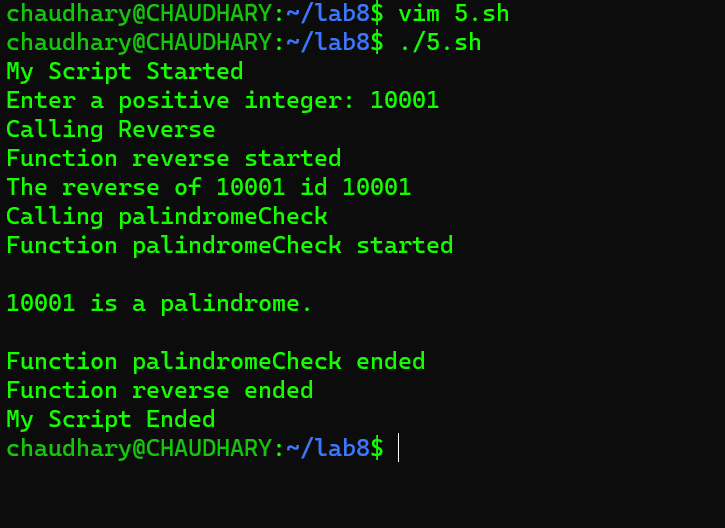 chaudhary@CHAUDHARY:~/lab8$ vim 5.sh
chaudhary@CHAUDHARY:~/lab8$ ./5.sh
My Script Started
Enter a positive integer: 10001
Calling Reverse
Function reverse started
The reverse of 10001 id 10001
Calling palindromeCheck
Function palindromeCheck started
10001 is a palindrome.
Function palindromeCheck ended
Function reverse ended
My Script Ended
chaudhary@CHAUDHARY:~/lab8$